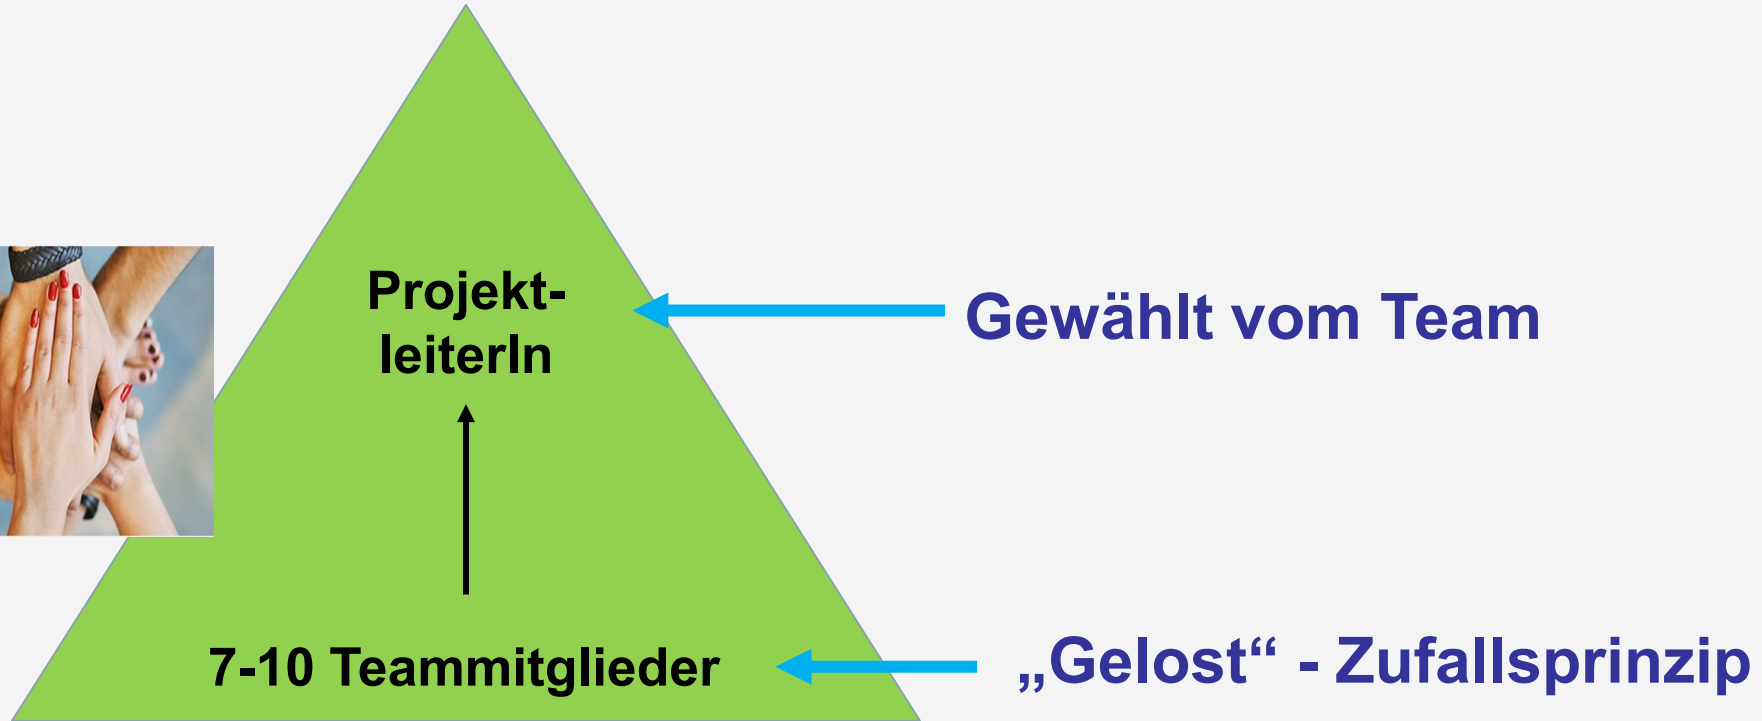 Projekt-
leiterIn
Gewählt vom Team
7-10 Teammitglieder
„Gelost“ - Zufallsprinzip